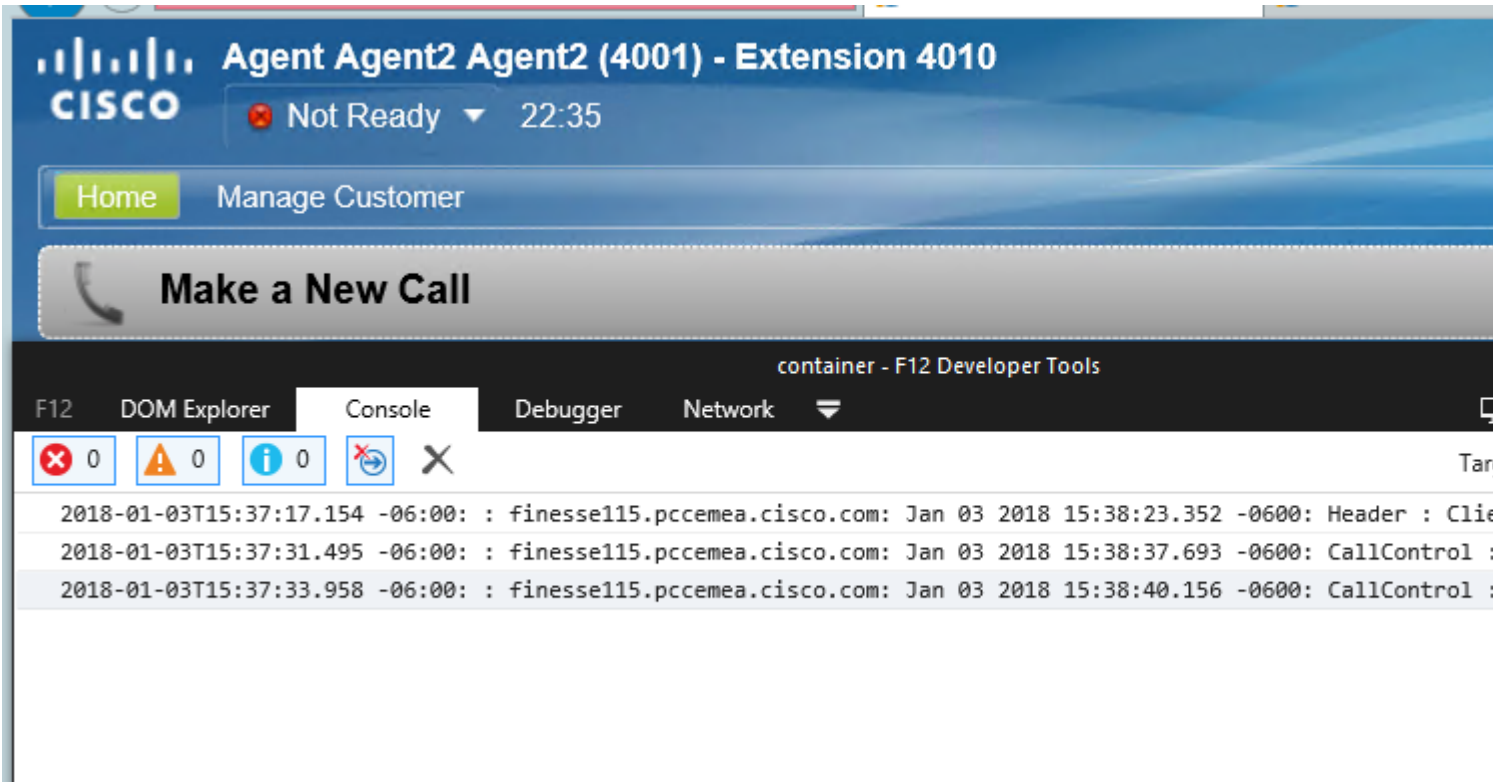 Agent Agent2 Agent2 (4001) - Extension 4010
CISCO
Not Ready 22:35
Home Manage Customer
Make a New Call
container - F12 Developer Tools
F12 DOM Explorer Console Debugger Network
0 0 0
2018-01-03T15:37:17.154 -06:00: : finesse115.pccemea.cisco.com: Jan 03 2018 15:38:23.352 -0600: Header :
2018-01-03T15:37:31.495 -06:00: : finesse115.pccemea.cisco.com: Jan 03 2018 15:38:37.693 -0600: CallControl :
2018-01-03T15:37:33.958 -06:00: : finesse115.pccemea.cisco.com: Jan 03 2018 15:38:40.156 -0600: CallControl :